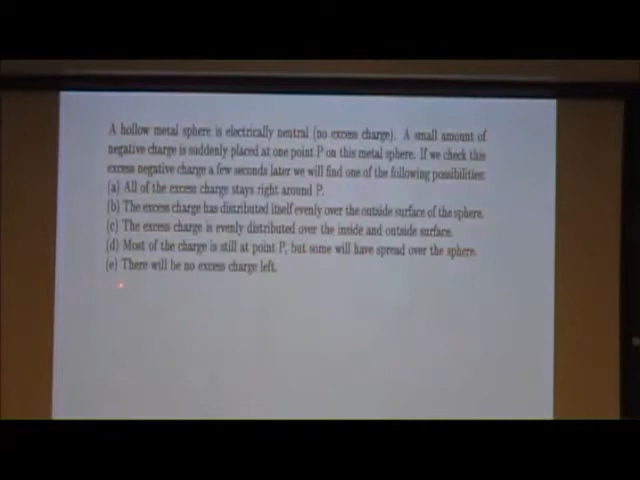 A hollow metal sphere is electrically neutral (no excess charge). A small amount of
negative charge is suddenly placed at one point P on this metal sphere. If we check this
excess negative charge a few seconds later we will find one of the following possibilities:
(a) All of the excess charge stays right around P.
(b) The excess charge has distributed itself evenly over the outside surface of the sphere.
(c) The excess charge is evenly distributed over the inside and outside surface.
(d) Most of the charge is still at point P, but some will have spread over the sphere.
(e) There will be no excess charge left.